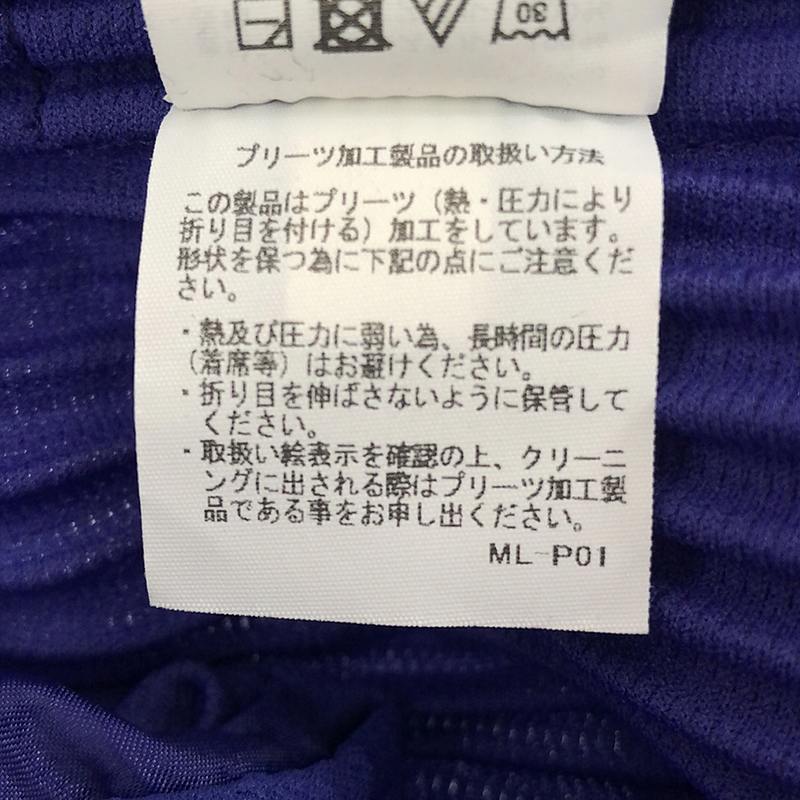 30
プリーツ加工製品の取扱い方法
この製品はプリーツ（熱・圧力により
折り目を付ける）加工をしています。
形状を保つ為に下記の点にご注意くだ
さい。
・熱及び圧力に弱い為、長時間の圧力
（着席等）はお避けください。
・折り目を伸ばさないように保管して
ください。
・取扱い絵表示を確認の上、クリーニ
ングに出される際はプリーツ加工製
品である事をお申し出ください。
ML-P01